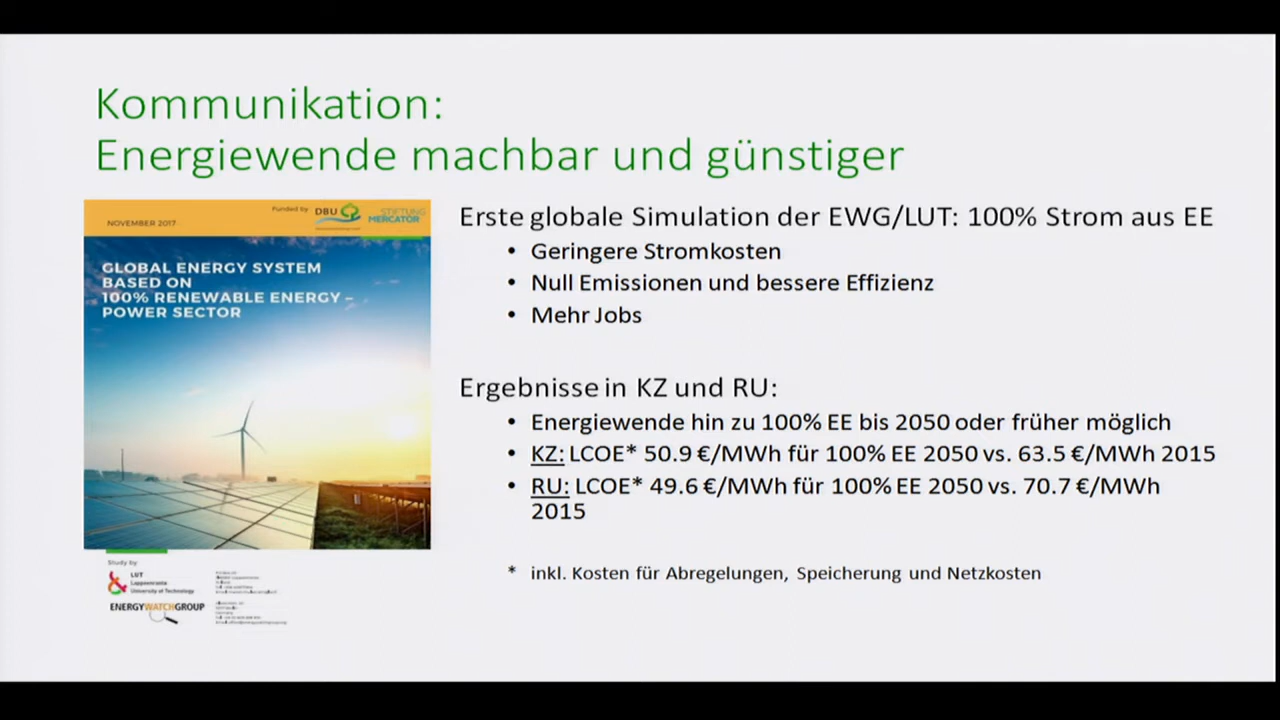 Kommunikation:
Energiewende machbar und günstiger
Funded by
DBU
STIFTUNG
MERCATOR
NOVEMBER 2017
GLOBAL ENERGY SYSTEM
BASED ON
100% RENEWABLE ENERGY –
POWER SECTOR
Study by
LUT
Lappeenranta
University of Technology
ENERGYWATCHGROUP
Erste globale Simulation der EWG/LUT: 100% Strom aus EE
• Geringere Stromkosten
• Null Emissionen und bessere Effizienz
• Mehr Jobs
Ergebnisse in KZ und RU:
• Energiewende hin zu 100% EE bis 2050 oder früher möglich
• KZ: LCOE* 50.9 €/MWh für 100% EE 2050 vs. 63.5 €/MWh 2015
• RU: LCOE* 49.6 €/MWh für 100% EE 2050 vs. 70.7 €/MWh
2015
* inkl. Kosten für Abregelungen, Speicherung und Netzkosten